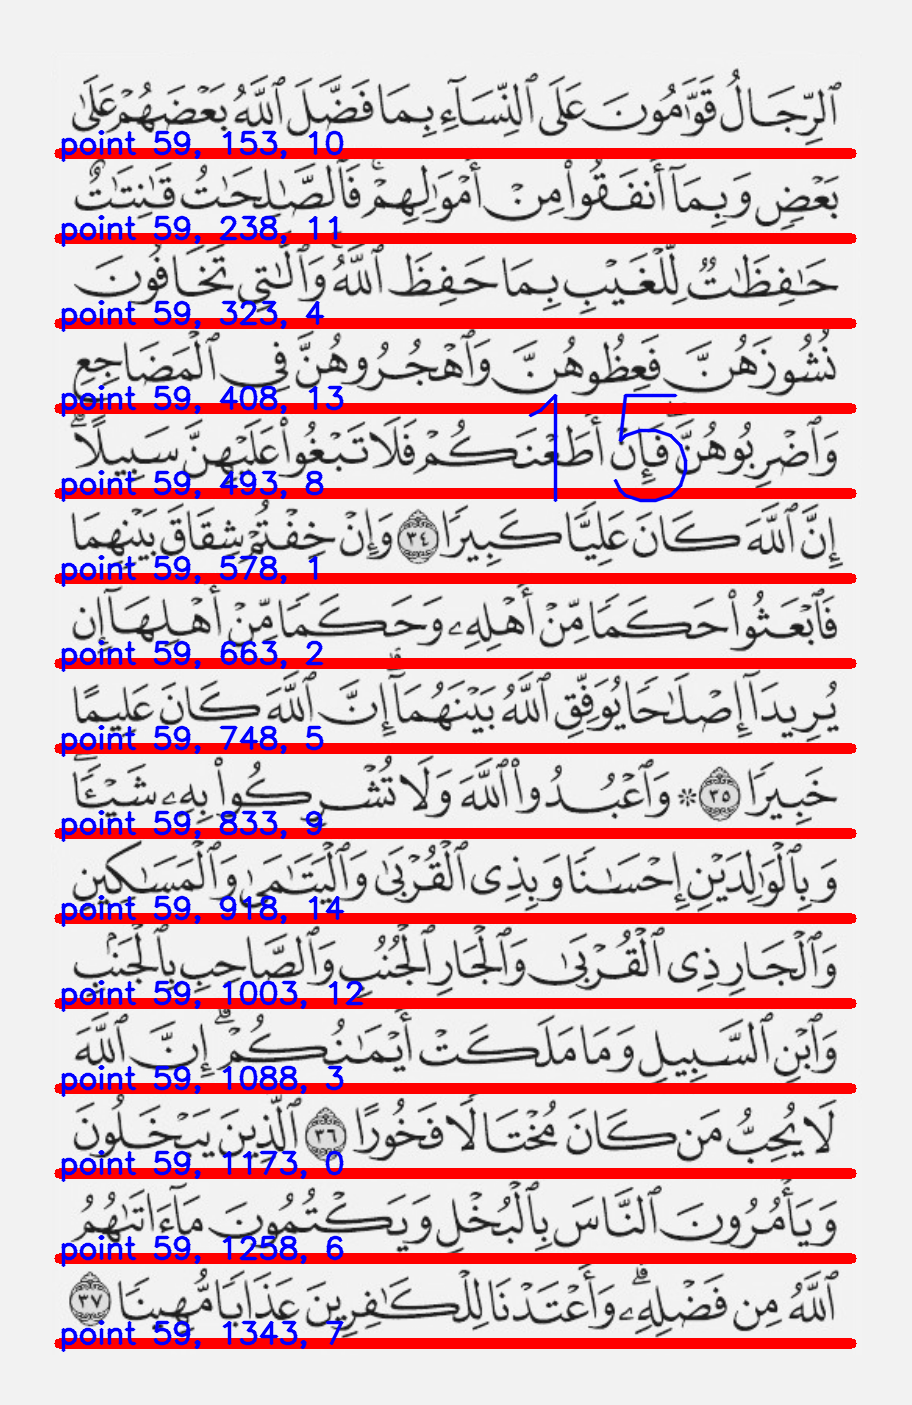 ٱلرِّجَالُ قَوَّٰمُونَ عَلَى ٱلنِّسَآءِ بِمَا فَضَّلَ ٱللَّهُ بَعْضَهُمْ عَلَىٰ
point 59, 153, 10
بَعْضٍ وَبِمَآ أَنفَقُوا۟ مِنْ أَمْوَٰلِهِمْ ۚ فَٱلصَّٰلِحَٰتُ قَٰنِتَٰتٌ
point 59, 238, 11
حَٰفِظَٰتٌ لِّلْغَيْبِ بِمَا حَفِظَ ٱللَّهُ ۚ وَٱلَّٰتِى تَخَافُونَ
point 59, 323, 4
نُشُوزَهُنَّ فَعِظُوهُنَّ وَٱهْجُرُوهُنَّ فِى ٱلْمَضَاجِعِ
point 59, 408, 13
15
وَٱضْرِبُوهُنَّ ۖ فَإِنْ أَطَعْنَكُمْ فَلَا تَبْغُوا۟ عَلَيْهِنَّ سَبِيلًا ۗ
point 59, 493, 8
إِنَّ ٱللَّهَ كَانَ عَلِيًّا كَبِيرًا ٣٤ وَإِنْ خِفْتُمْ شِقَاقَ بَيْنِهِمَا
point 59, 578, 1
فَٱبْعَثُوا۟ حَكَمًا مِّنْ أَهْلِهِۦ وَحَكَمًا مِّنْ أَهْلِهَآ إِن
point 59, 663, 2
يُرِيدَآ إِصْلَٰحًا يُوَفِّقِ ٱللَّهُ بَيْنَهُمَآ ۗ إِنَّ ٱللَّهَ كَانَ عَلِيمًا
point 59, 748, 5
خَبِيرًا ٣٥ ۞ وَٱعْبُدُوا۟ ٱللَّهَ وَلَا تُشْرِكُوا۟ بِهِۦ شَيْـًٔا ۖ
point 59, 833, 9
وَبِٱلْوَٰلِدَيْنِ إِحْسَٰنًا وَبِذِى ٱلْقُرْبَىٰ وَٱلْيَتَٰمَىٰ وَٱلْمَسَٰكِينِ
point 59, 918, 14
وَٱلْجَارِ ذِى ٱلْقُرْبَىٰ وَٱلْجَارِ ٱلْجُنُبِ وَٱلصَّاحِبِ بِٱلْجَنۢبِ
point 59, 1003, 12
وَٱبْنِ ٱلسَّبِيلِ وَمَا مَلَكَتْ أَيْمَٰنُكُمْ ۗ إِنَّ ٱللَّهَ
point 59, 1088, 3
لَا يُحِبُّ مَن كَانَ مُخْتَالًا فَخُورًا ٣٦ ٱلَّذِينَ يَبْخَلُونَ
point 59, 1173, 0
وَيَأْمُرُونَ ٱلنَّاسَ بِٱلْبُخْلِ وَيَكْتُمُونَ مَآ ءَاتَىٰهُمُ
point 59, 1258, 6
ٱللَّهُ مِن فَضْلِهِۦ ۗ وَأَعْتَدْنَا لِلْكَٰفِرِينَ عَذَابًا مُّهِينًا ٣٧
point 59, 1343, 7